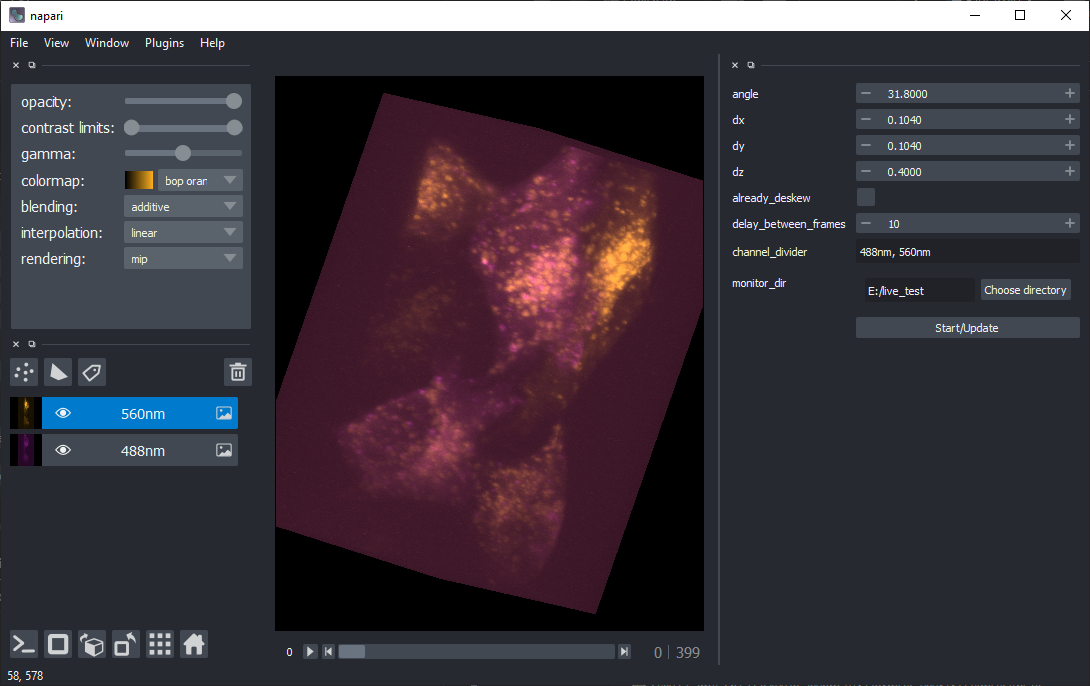 napari
File View Window Plugins Help
opacity:
contrast limits:
gamma:
colormap: bop oran
blending: additive
interpolation: linear
rendering: mip
560nm
488nm
0 0 | 399
58, 578
angle 31.8000
dx 0.1040
dy 0.1040
dz 0.4000
already_deskew
delay_between_frames 10
channel_divider 488nm, 560nm
monitor_dir E:/live_test Choose directory
Start/Update